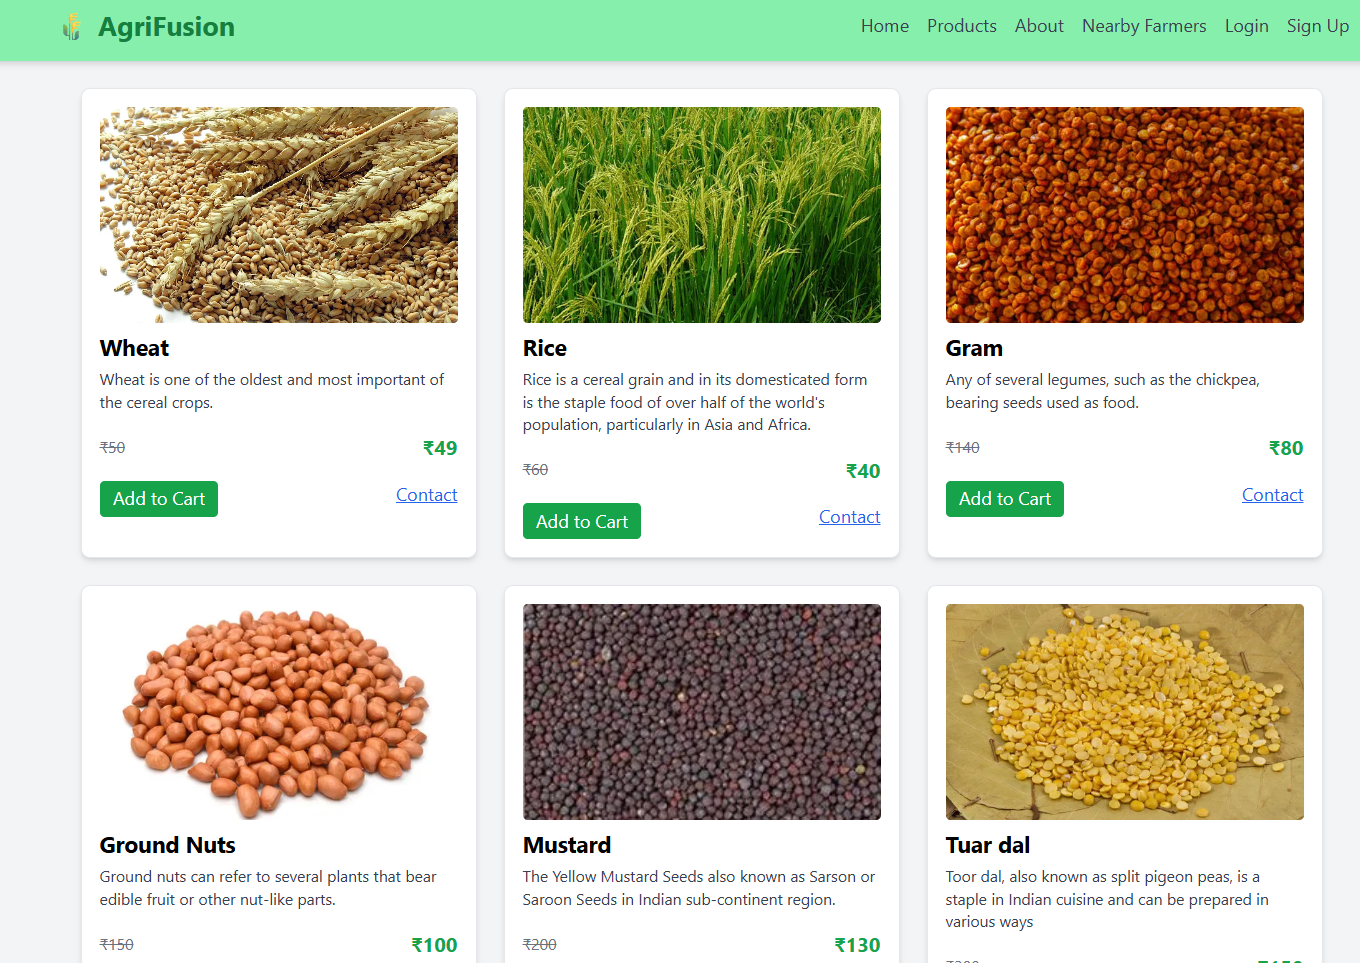 AgriFusion
Home Products About Nearby Farmers Login Sign Up
Wheat
Wheat is one of the oldest and most important of
the cereal crops.
₹50 ₹49
Add to Cart Contact
Rice
Rice is a cereal grain and in its domesticated form
is the staple food of over half of the world's
population, particularly in Asia and Africa.
₹60 ₹40
Add to Cart Contact
Gram
Any of several legumes, such as the chickpea,
bearing seeds used as food.
₹140 ₹80
Add to Cart Contact
Ground Nuts
Ground nuts can refer to several plants that bear
edible fruit or other nut-like parts.
₹150 ₹100
Mustard
The Yellow Mustard Seeds also known as Sarson or
Saroon Seeds in Indian sub-continent region.
₹200 ₹130
Tuar dal
Toor dal, also known as split pigeon peas, is a
staple in Indian cuisine and can be prepared in
various ways